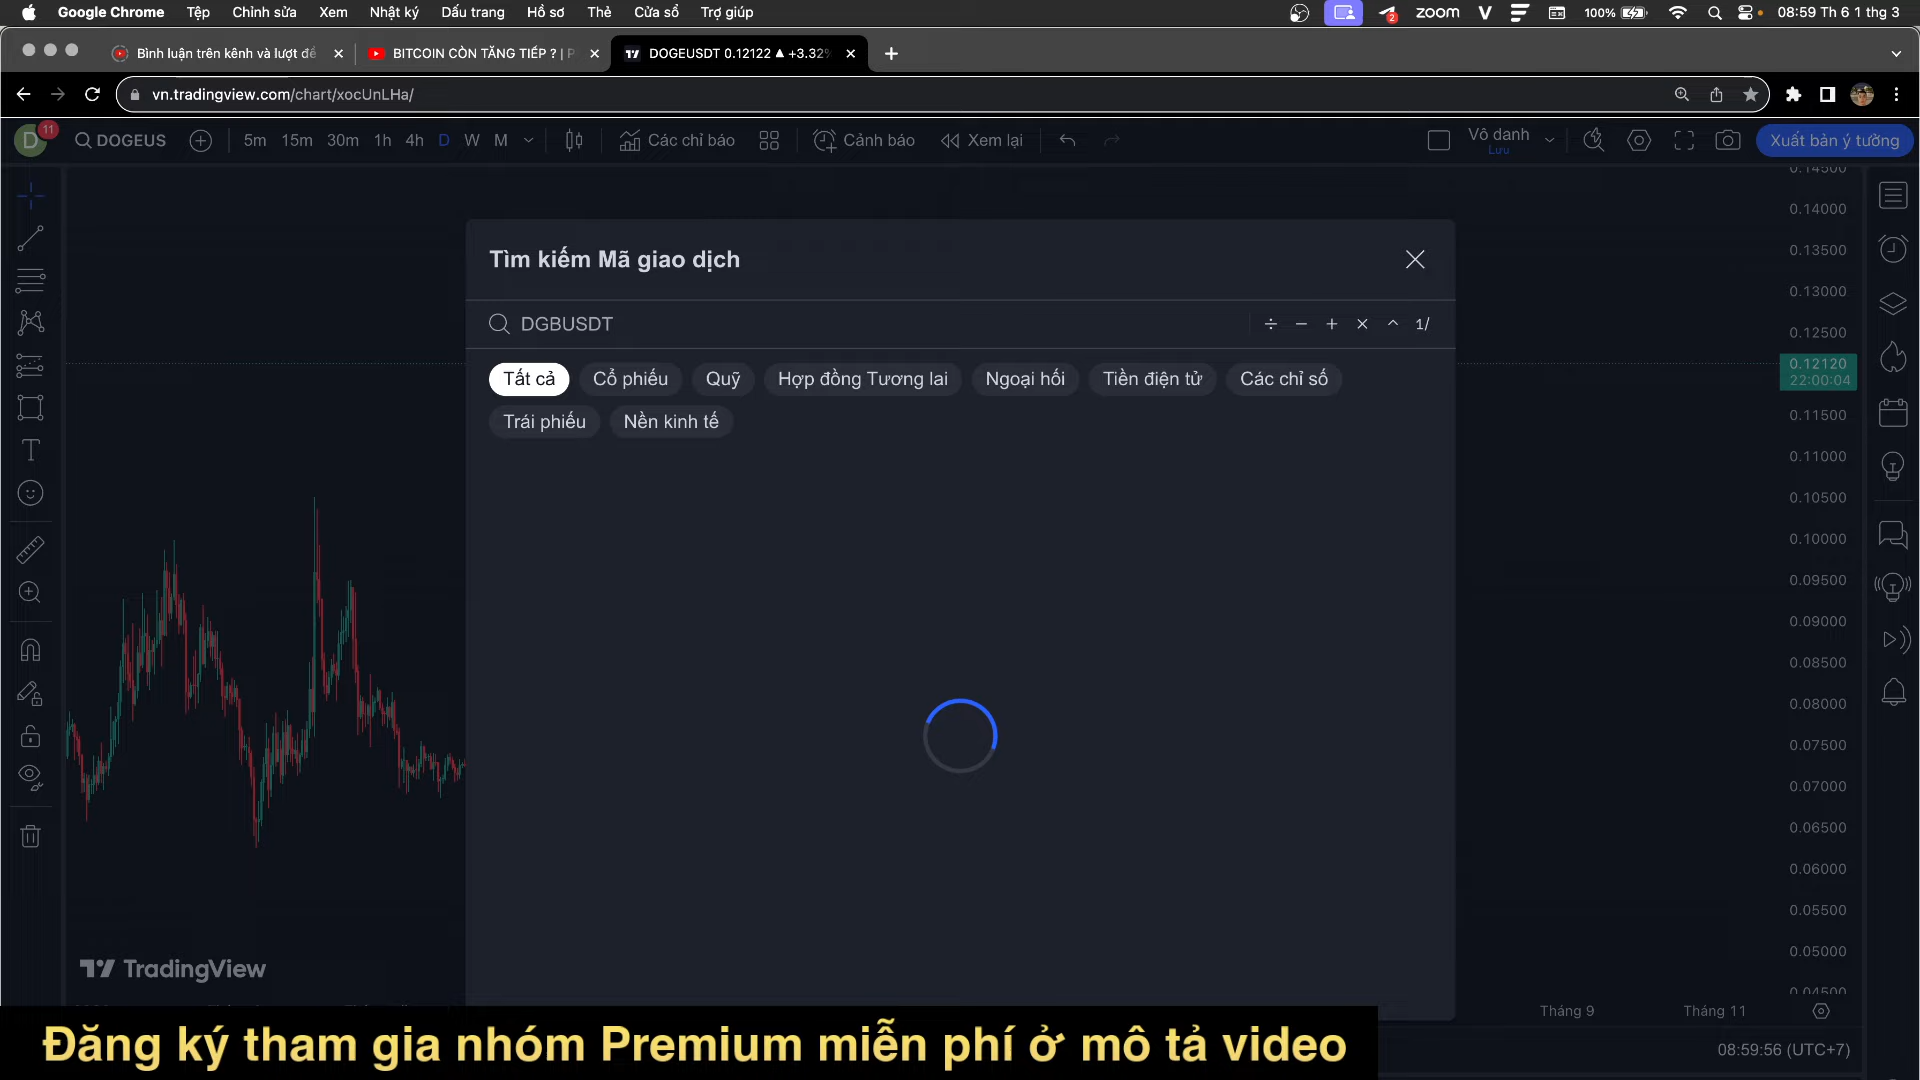 Google Chrome Tệp Chỉnh sửa Xem Nhật ký Dấu trang Hồ sơ Thẻ Cửa sổ Trợ giúp 2 zoom 100% 08:59 Th 6 1 thg 3
Bình luận trên kênh và lượt đề BITCOIN CÒN TĂNG TIẾP ? | P DOGEUSDT 0.12122 ▲ +3.32%
vn.tradingview.com/chart/xocUnLHa/
D 11 DOGEUS 5m 15m 30m 1h 4h D W M Các chỉ báo Cảnh báo Xem lại Vô danh Xuất bản ý tưởng
Lưu
0.14500
0.14000
Tìm kiếm Mã giao dịch
0.13500
0.13000
DGBUSDT ÷ − + × ^ 1/
0.12500
0.12120
22:00:04
Tất cả Cổ phiếu Quỹ Hợp đồng Tương lai Ngoại hối Tiền điện tử Các chỉ số
0.11500
Trái phiếu Nền kinh tế
0.11000
0.10500
0.10000
0.09500
0.09000
0.08500
0.08000
0.07500
0.07000
0.06500
0.06000
0.05500
0.05000
TradingView
0.04500
Tháng 9 Tháng 11
Đăng ký tham gia nhóm Premium miễn phí ở mô tả video
08:59:56 (UTC+7)